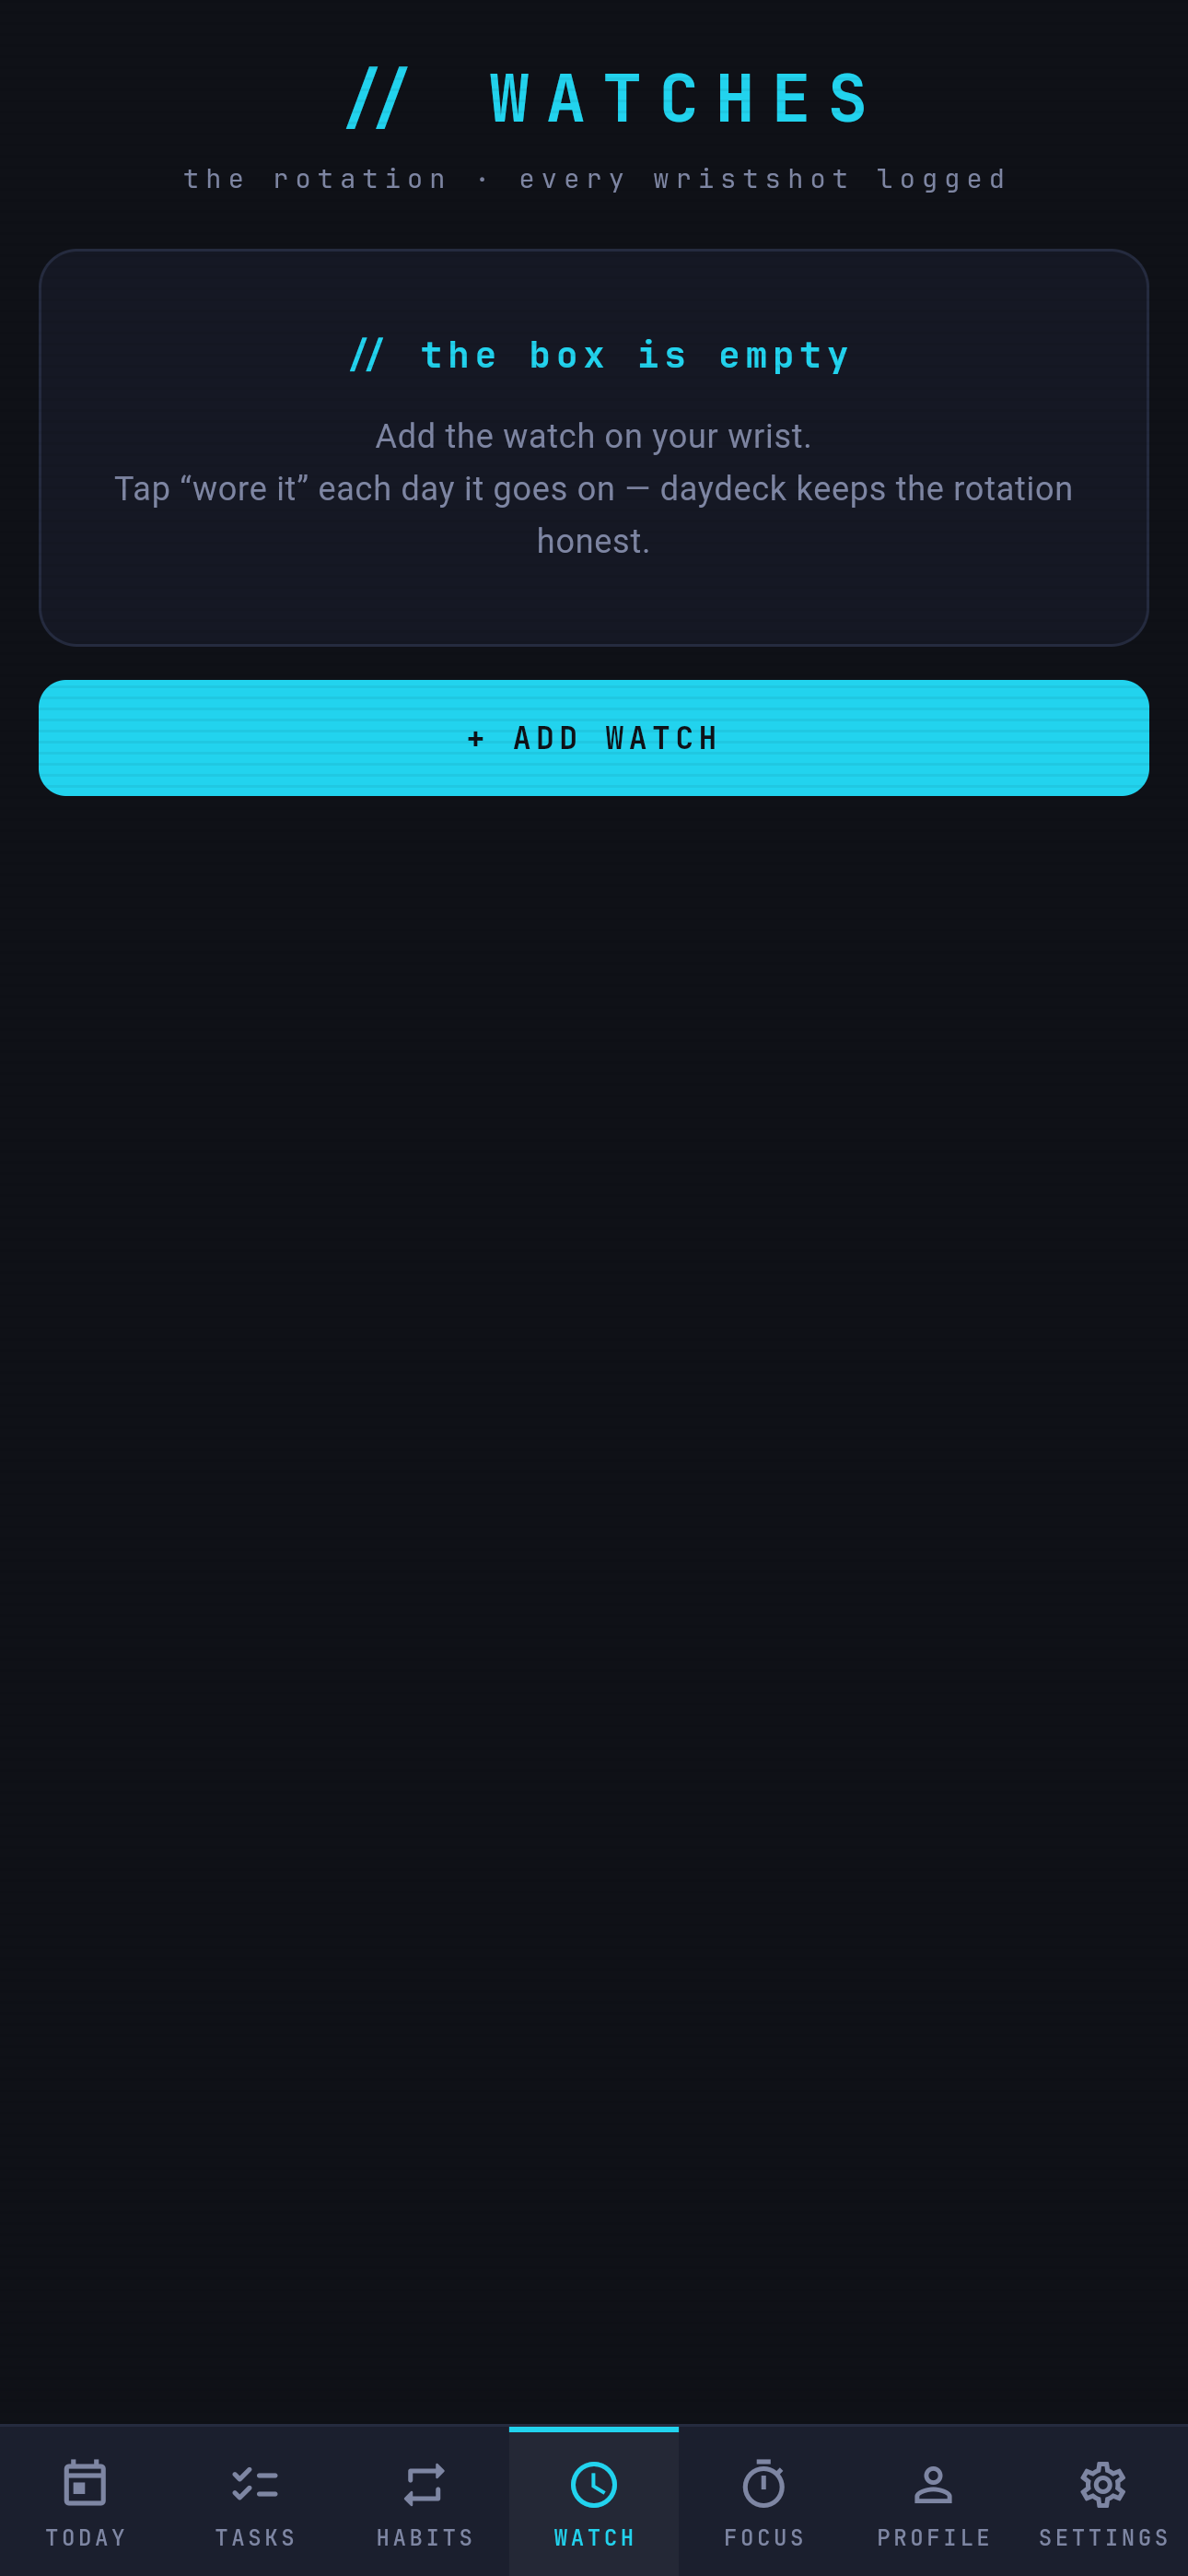 // WATCHES
the rotation · every wristshot logged
// the box is empty
Add the watch on your wrist.
Tap “wore it” each day it goes on — daydeck keeps the rotation
honest.
+ ADD WATCH
TODAY TASKS HABITS WATCH FOCUS PROFILE SETTINGS